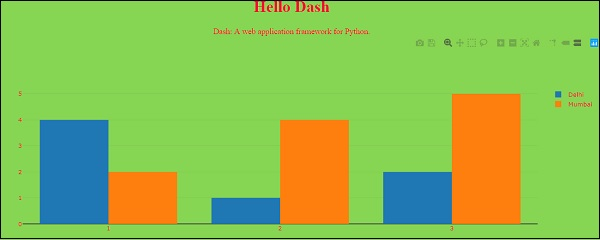 Hello Dash
Dash: A web application framework for Python.
5
4
3
2
1
0
1
2
3
Delhi
Mumbai